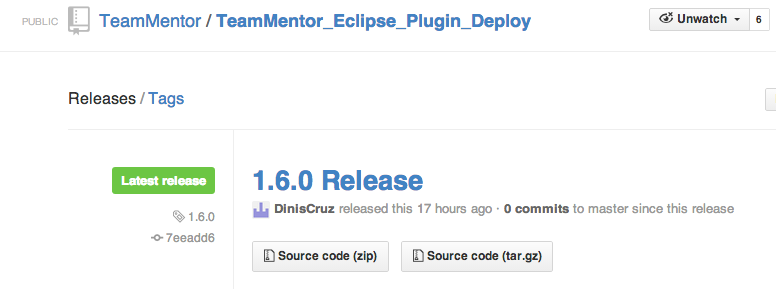 PUBLIC TeamMentor / TeamMentor_Eclipse_Plugin_Deploy Unwatch 6
Releases / Tags
Latest release
1.6.0
7eeadd6
1.6.0 Release
DinisCruz released this 17 hours ago · 0 commits to master since this release
Source code (zip) Source code (tar.gz)